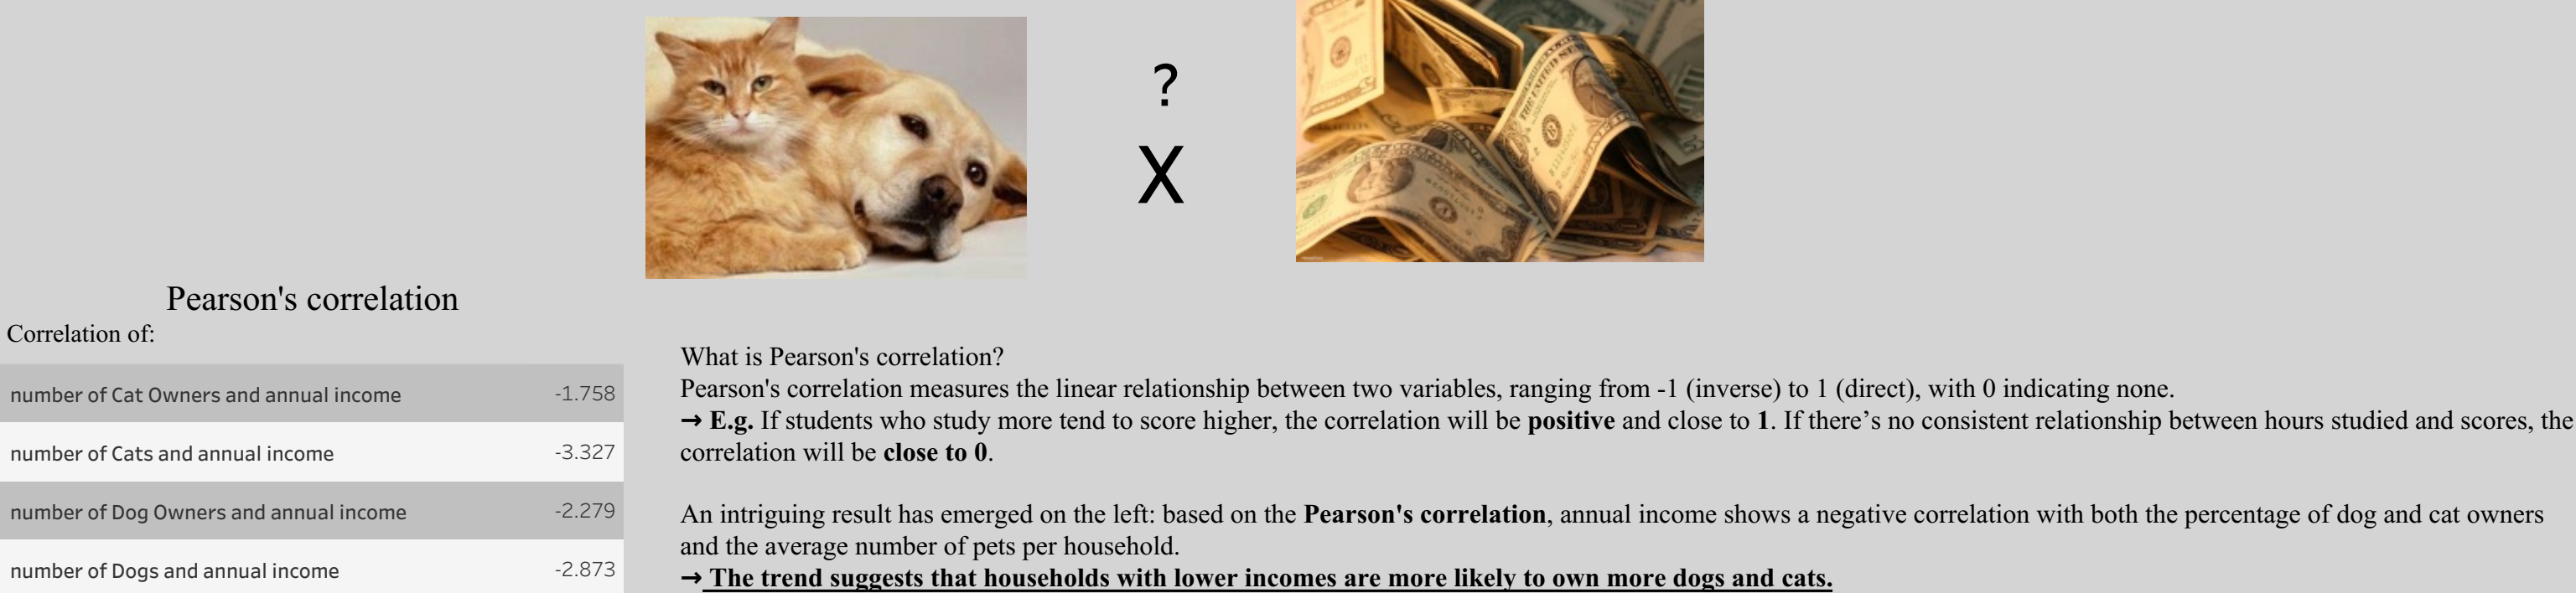 ?
X
Pearson's correlation
Correlation of:
number of Cat Owners and annual income -1.758
number of Cats and annual income -3.327
number of Dog Owners and annual income -2.279
number of Dogs and annual income -2.873
What is Pearson's correlation?
Pearson's correlation measures the linear relationship between two variables, ranging from -1 (inverse) to 1 (direct), with 0 indicating none.
→ E.g. If students who study more tend to score higher, the correlation will be positive and close to 1. If there’s no consistent relationship between hours studied and scores, the
correlation will be close to 0.
An intriguing result has emerged on the left: based on the Pearson's correlation, annual income shows a negative correlation with both the percentage of dog and cat owners
and the average number of pets per household.
→ The trend suggests that households with lower incomes are more likely to own more dogs and cats.